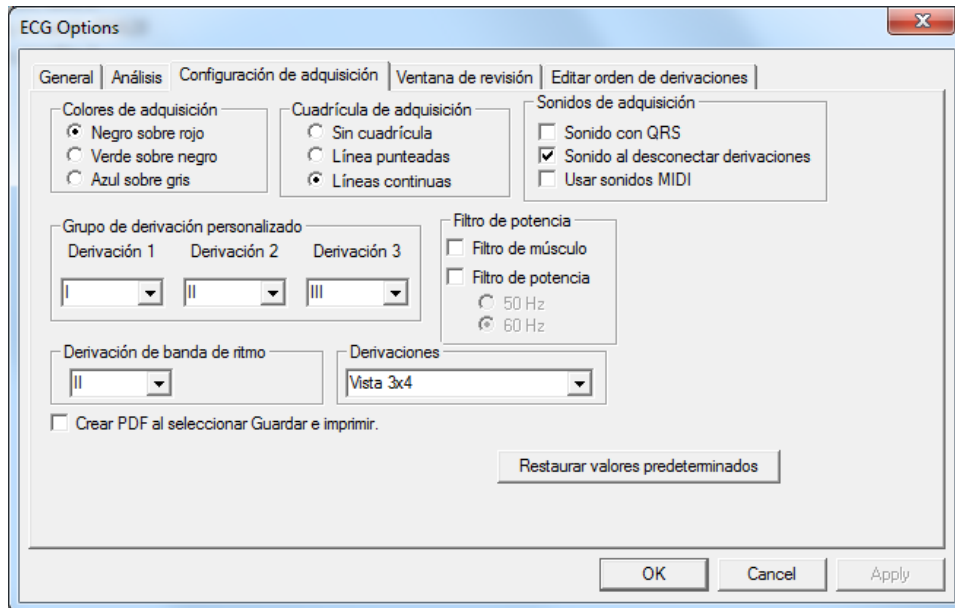 ECG Options
General Análisis Configuración de adquisición Ventana de revisión Editar orden de derivaciones
Colores de adquisición
Negro sobre rojo
Verde sobre negro
Azul sobre gris
Cuadrícula de adquisición
Sin cuadrícula
Línea punteadas
Líneas continuas
Sonidos de adquisición
Sonido con QRS
Sonido al desconectar derivaciones
Usar sonidos MIDI
Grupo de derivación personalizado
Derivación 1 Derivación 2 Derivación 3
I II III
Filtro de potencia
Filtro de músculo
Filtro de potencia
50 Hz
60 Hz
Derivación de banda de ritmo
II
Derivaciones
Vista 3x4
Crear PDF al seleccionar Guardar e imprimir.
Restaurar valores predeterminados
OK Cancel Apply